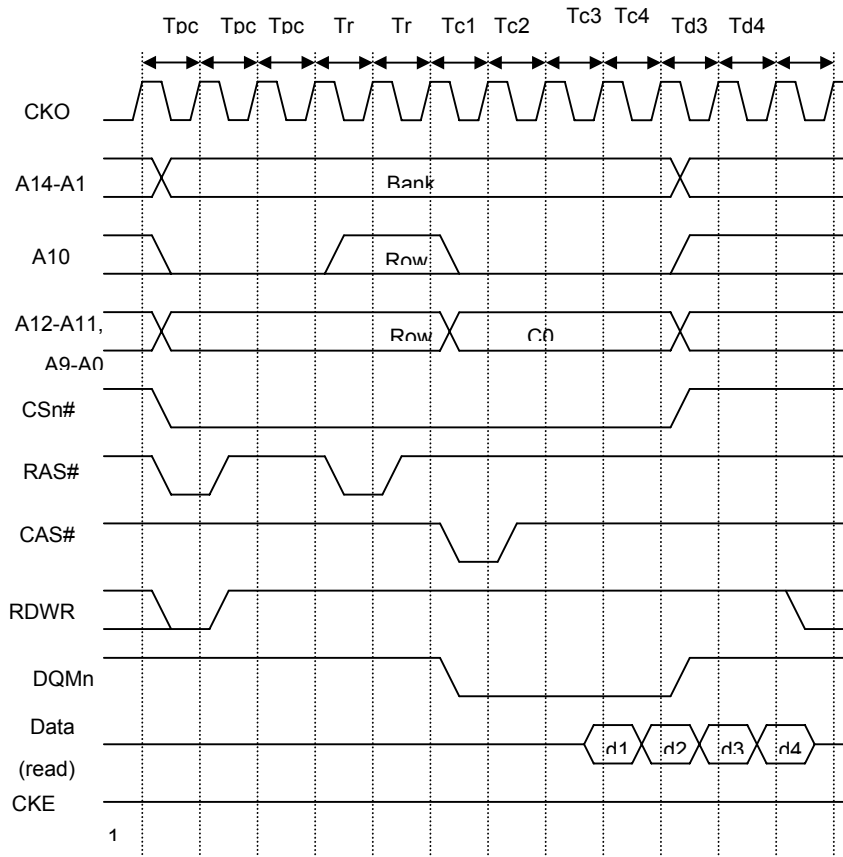 Tpc Tpc Tpc Tr Tr Tc1 Tc2 Tc3 Tc4 Td3 Td4
CKO
A14-A1
Bank
A10
Row
A12-A11,
A9-A0
Row
C0
CSn#
RAS#
CAS#
RDWR
DQMn
Data
(read)
d1 d2 d3 d4
CKE
1